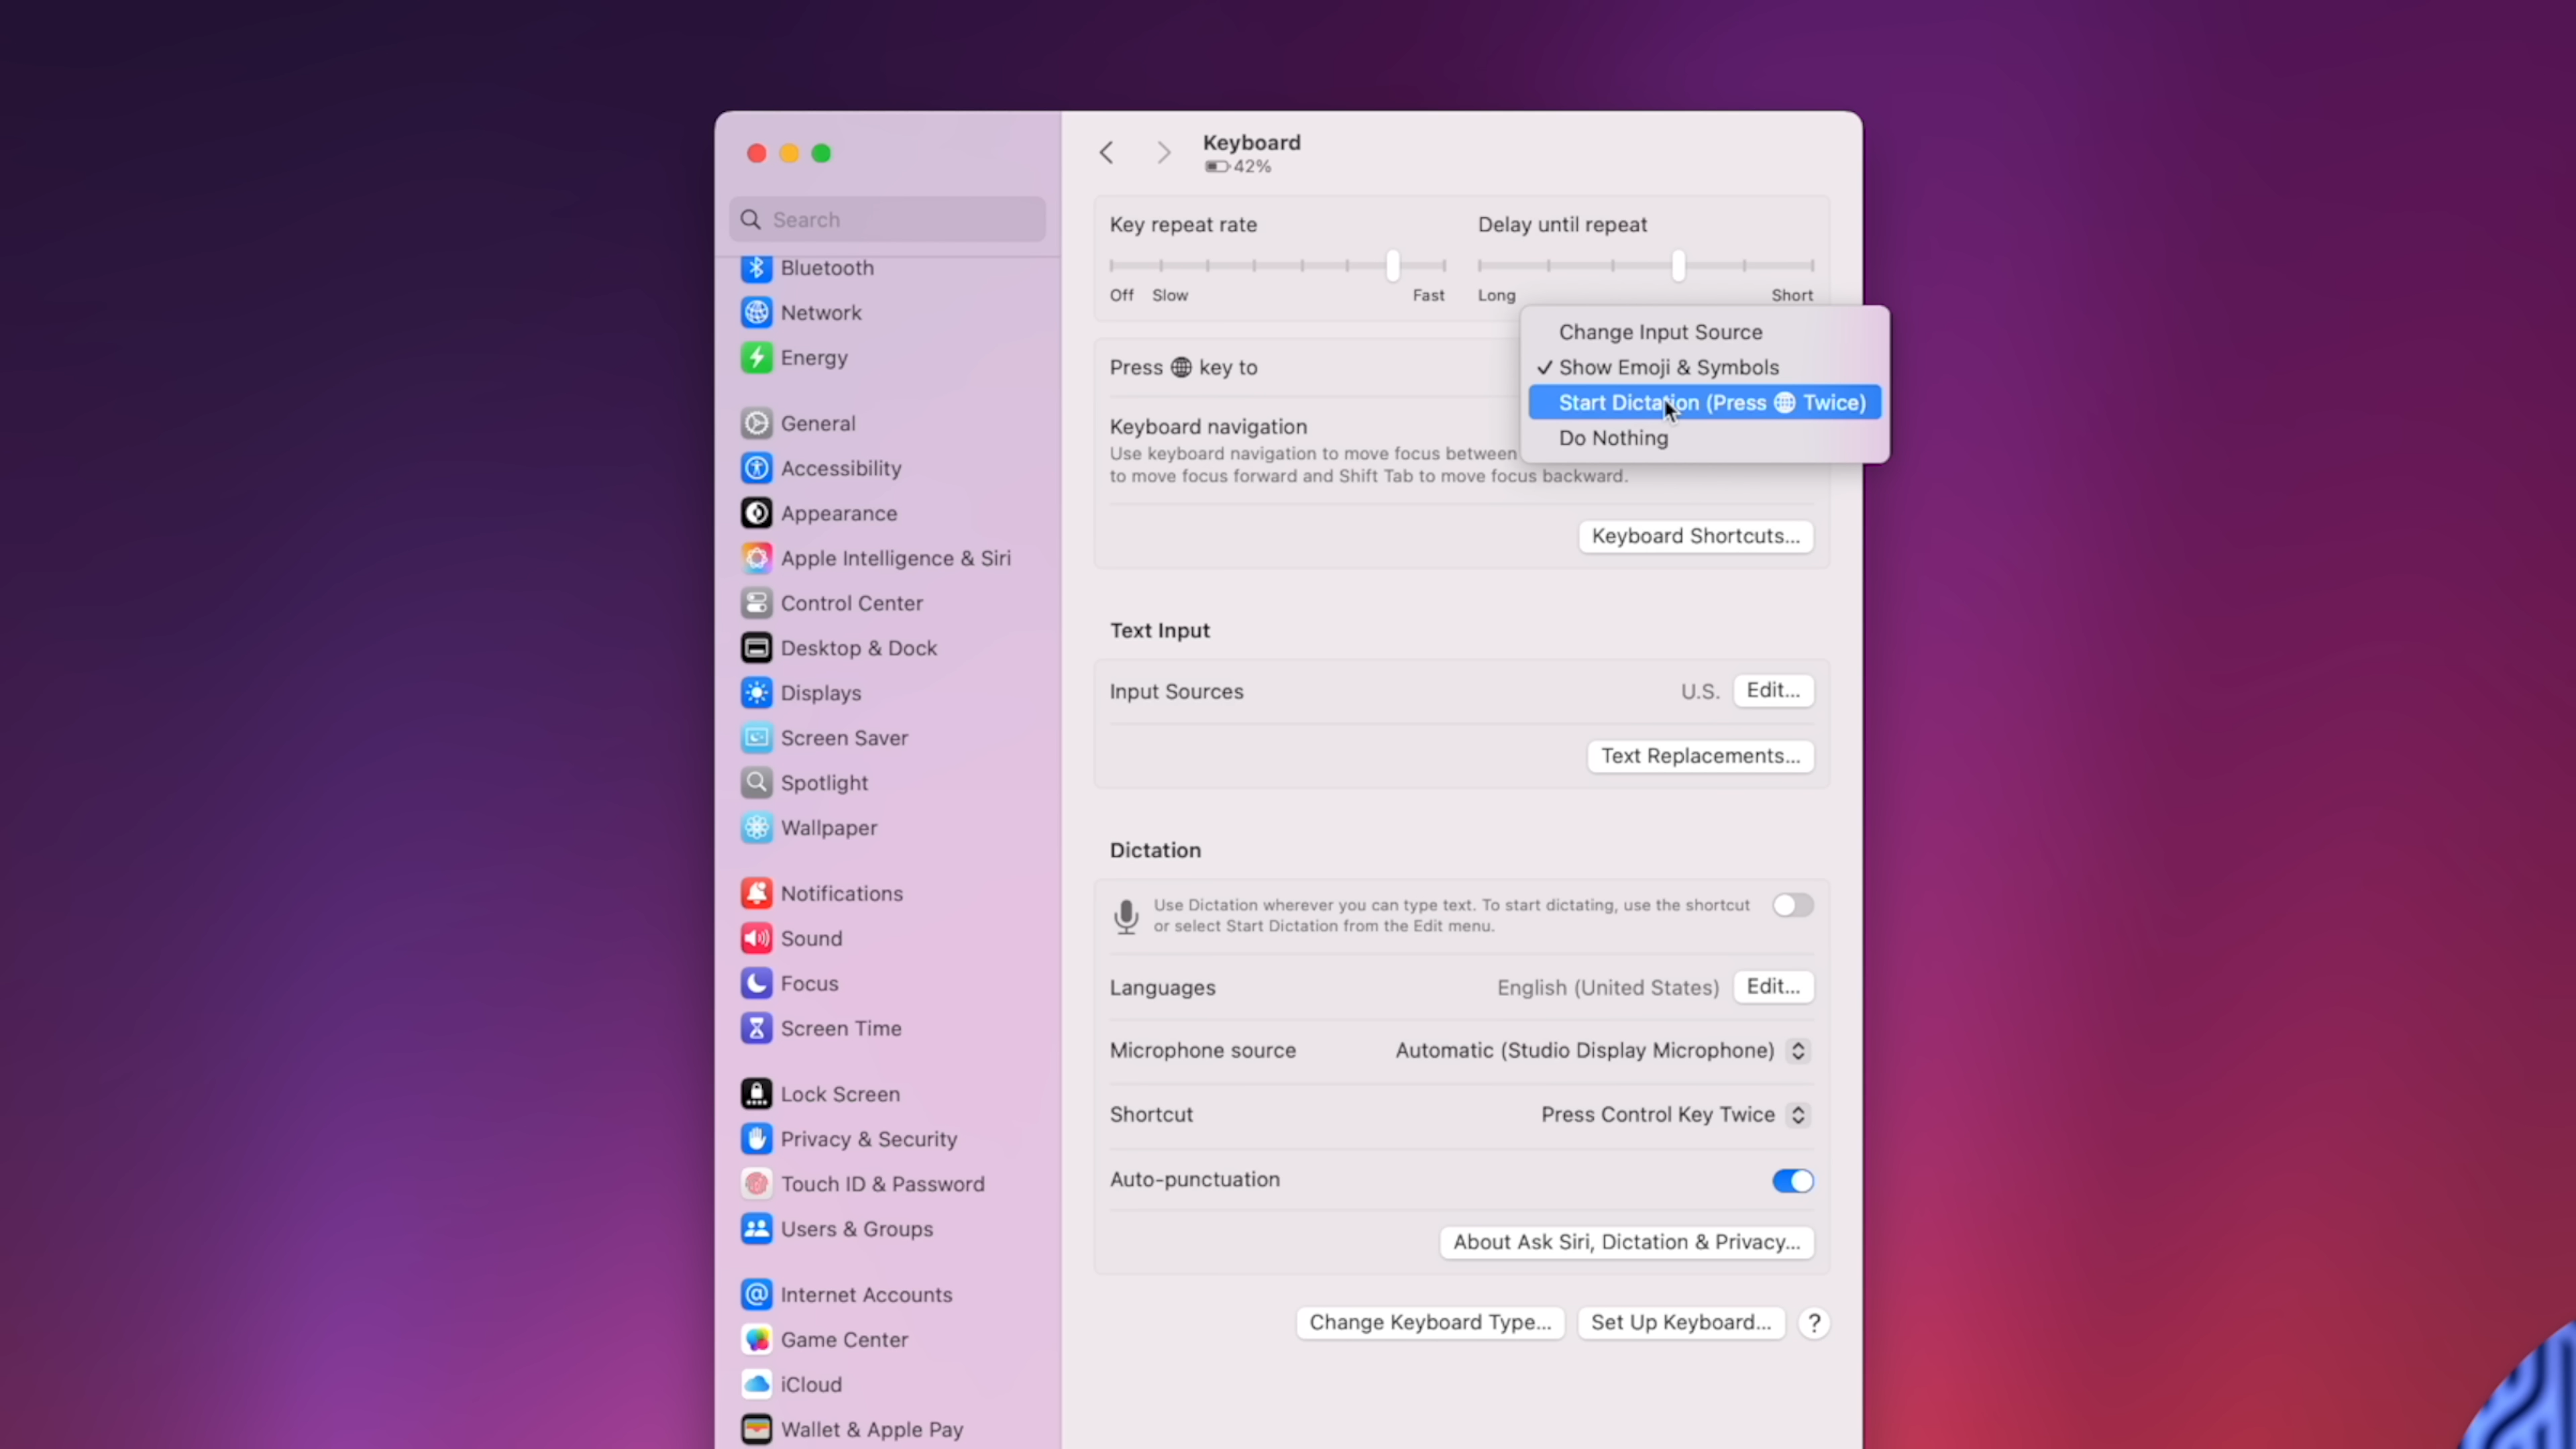 Search
Bluetooth
Network
Energy
General
Accessibility
Appearance
Apple Intelligence & Siri
Control Center
Desktop & Dock
Displays
Screen Saver
Spotlight
Wallpaper
Notifications
Sound
Focus
Screen Time
Lock Screen
Privacy & Security
Touch ID & Password
Users & Groups
Internet Accounts
Game Center
iCloud
Wallet & Apple Pay
Keyboard
42%
Key repeat rate
Off Slow Fast
Delay until repeat
Long Short
Press key to
Change Input Source
✓ Show Emoji & Symbols
Start Dictation (Press Twice)
Do Nothing
Keyboard navigation
Use keyboard navigation to move focus between
to move focus forward and Shift Tab to move focus backward.
Keyboard Shortcuts...
Text Input
Input Sources U.S. Edit...
Text Replacements...
Dictation
Use Dictation wherever you can type text. To start dictating, use the shortcut
or select Start Dictation from the Edit menu.
Languages English (United States) Edit...
Microphone source Automatic (Studio Display Microphone)
Shortcut Press Control Key Twice
Auto-punctuation
About Ask Siri, Dictation & Privacy...
Change Keyboard Type... Set Up Keyboard... ?